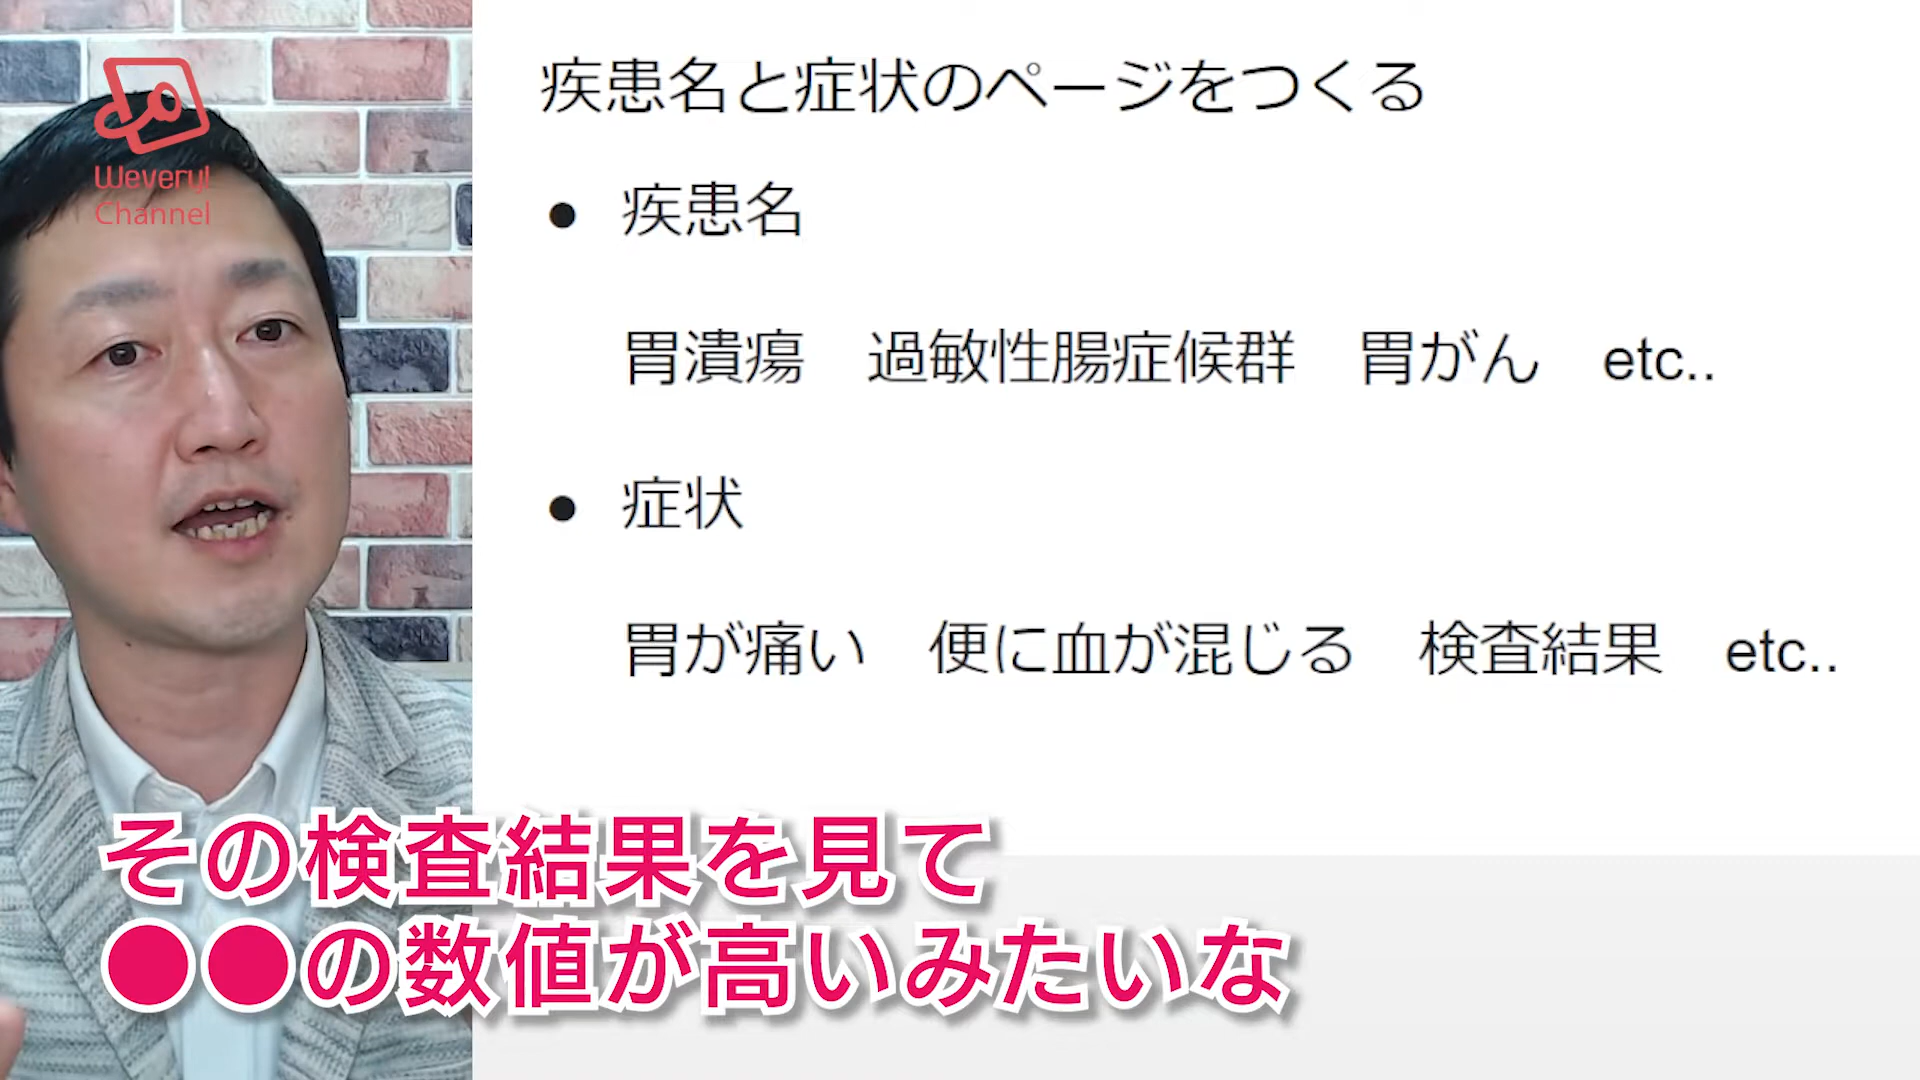 Wevery!
Channel
疾患名と症状のページをつくる
● 疾患名
胃潰瘍 過敏性腸症候群 胃がん etc..
● 症状
胃が痛い 便に血が混じる 検査結果 etc..
その検査結果を見て
●●の数値が高いみたいな